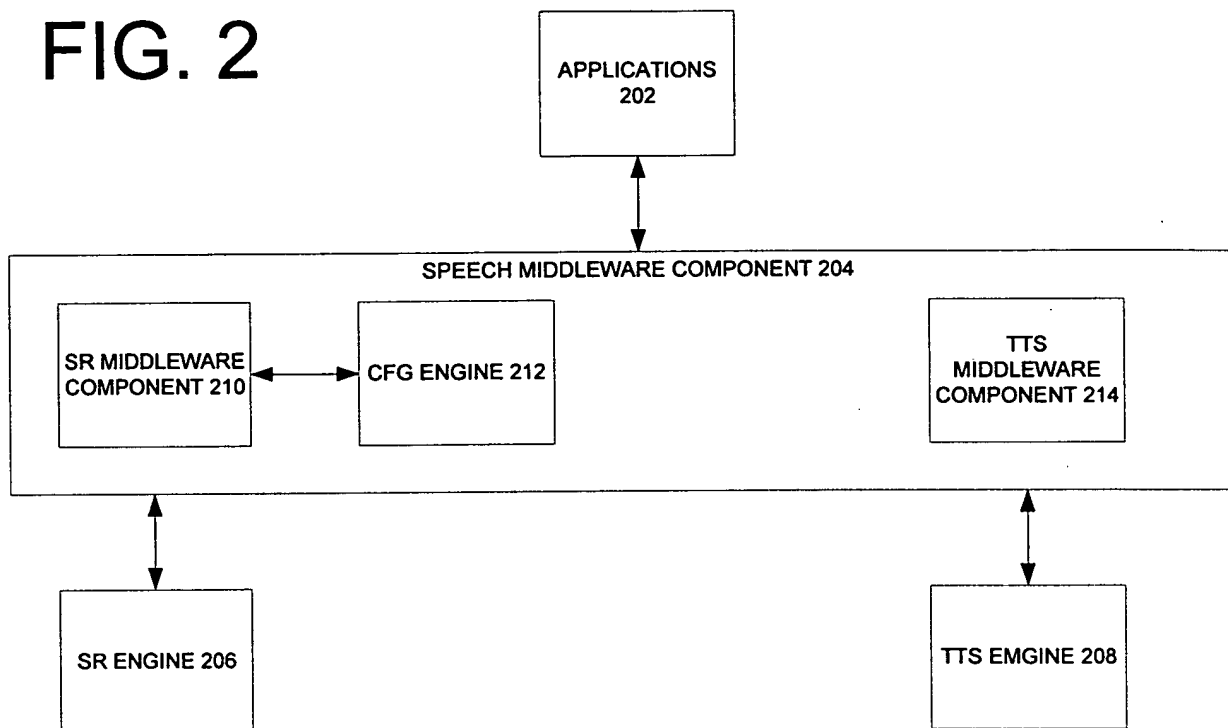 FIG. 2
APPLICATIONS
202
SPEECH MIDDLEWARE COMPONENT 204
SR MIDDLEWARE
COMPONENT 210
CFG ENGINE 212
TTS
MIDDLEWARE
COMPONENT 214
SR ENGINE 206
TTS EMGINE 208